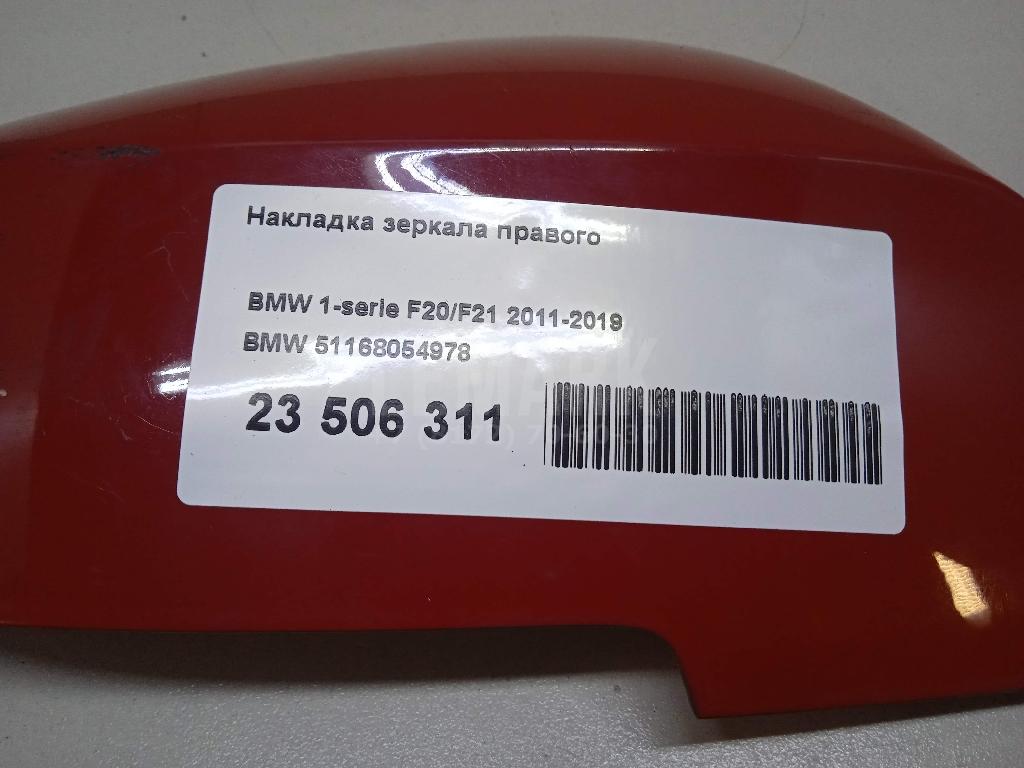 Накладка зеркала правого
BMW 1-serie F20/F21 2011-2019
BMW 51168054978
23 506 311